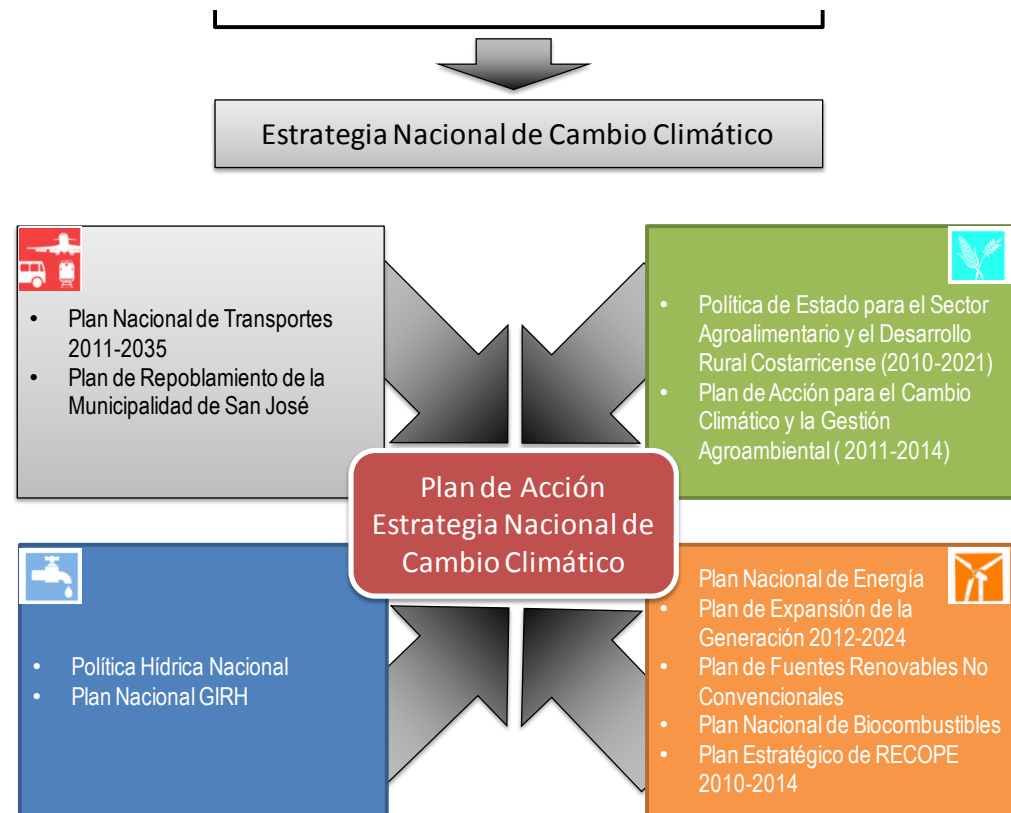 Estrategia Nacional de Cambio Climático
• Plan Nacional de Transportes
2011-2035
• Plan de Repoblamiento de la
Municipalidad de San José
• Política de Estado para el Sector
Agroalimentario y el Desarrollo
Rural Costarricense (2010-2021)
• Plan de Acción para el Cambio
Climático y la Gestión
Agroambiental ( 2011-2014)
Plan de Acción
Estrategia Nacional de
Cambio Climático
• Política Hídrica Nacional
• Plan Nacional GIRH
Plan Nacional de Energía
• Plan de Expansión de la
Generación 2012-2024
• Plan de Fuentes Renovables No
Convencionales
• Plan Nacional de Biocombustibles
• Plan Estratégico de RECOPE
2010-2014